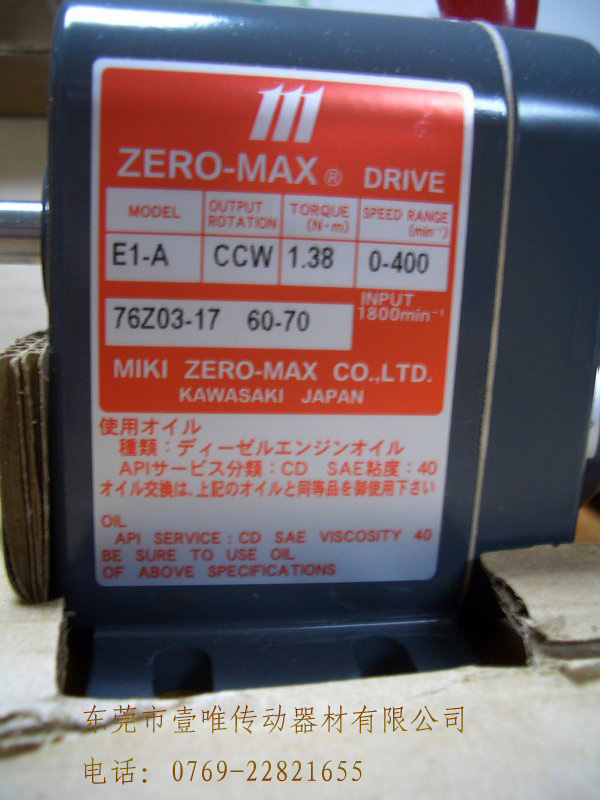 ZERO-MAX® DRIVE
MODEL OUTPUT ROTATION TORQUE (N·m) SPEED RANGE (min⁻¹)
E1-A CCW 1.38 0-400
76Z03-17 60-70 INPUT 1800min⁻¹
MIKI ZERO-MAX CO.,LTD.
KAWASAKI JAPAN
使用オイル
種類：ディーゼルエンジンオイル
APIサービス分類：CD SAE粘度：40
オイル交換は、上記のオイルと同等品を御使用下さい
OIL
API SERVICE : CD SAE VISCOSITY 40
BE SURE TO USE OIL
OF ABOVE SPECIFICATIONS
东莞市壹唯传动器材有限公司
电话：0769-22821655